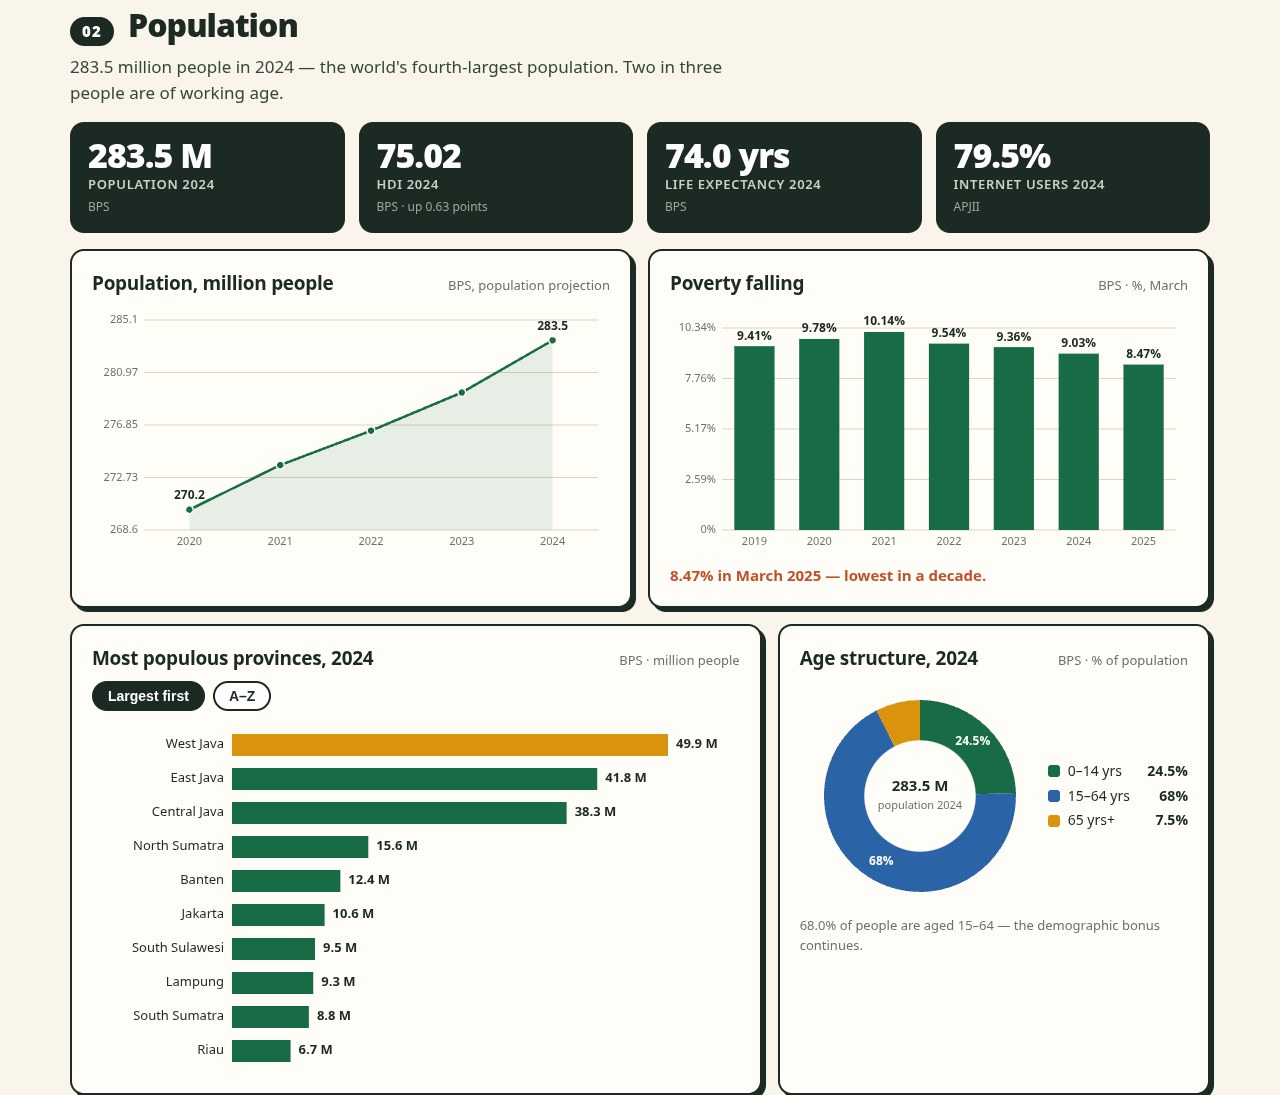 02 Population
283.5 million people in 2024 — the world's fourth-largest population. Two in three
people are of working age.
283.5 M
POPULATION 2024
BPS
75.02
HDI 2024
BPS · up 0.63 points
74.0 yrs
LIFE EXPECTANCY 2024
BPS
79.5%
INTERNET USERS 2024
APJII
Population, million people
BPS, population projection
285.1
280.97
276.85
272.73
268.6
270.2
283.5
2020
2021
2022
2023
2024
Poverty falling
BPS · %, March
10.34%
7.76%
5.17%
2.59%
0%
9.41%
9.78%
10.14%
9.54%
9.36%
9.03%
8.47%
2019
2020
2021
2022
2023
2024
2025
8.47% in March 2025 — lowest in a decade.
Most populous provinces, 2024
BPS · million people
Largest first
A–Z
West Java 49.9 M
East Java 41.8 M
Central Java 38.3 M
North Sumatra 15.6 M
Banten 12.4 M
Jakarta 10.6 M
South Sulawesi 9.5 M
Lampung 9.3 M
South Sumatra 8.8 M
Riau 6.7 M
Age structure, 2024
BPS · % of population
24.5%
68%
283.5 M
population 2024
0–14 yrs 24.5%
15–64 yrs 68%
65 yrs+ 7.5%
68.0% of people are aged 15–64 — the demographic bonus
continues.